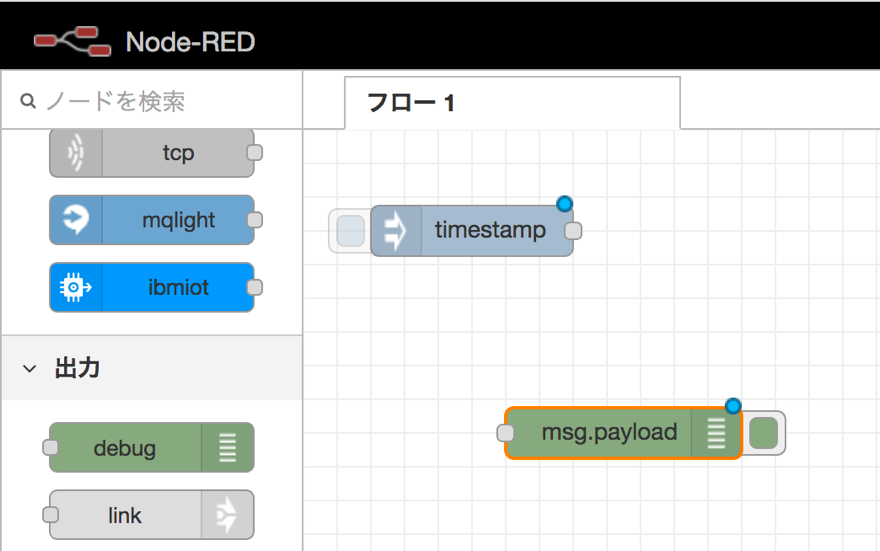 Node-RED
ノードを検索
フロー 1
tcp
mqlight
ibmiot
出力
debug
link
timestamp
msg.payload